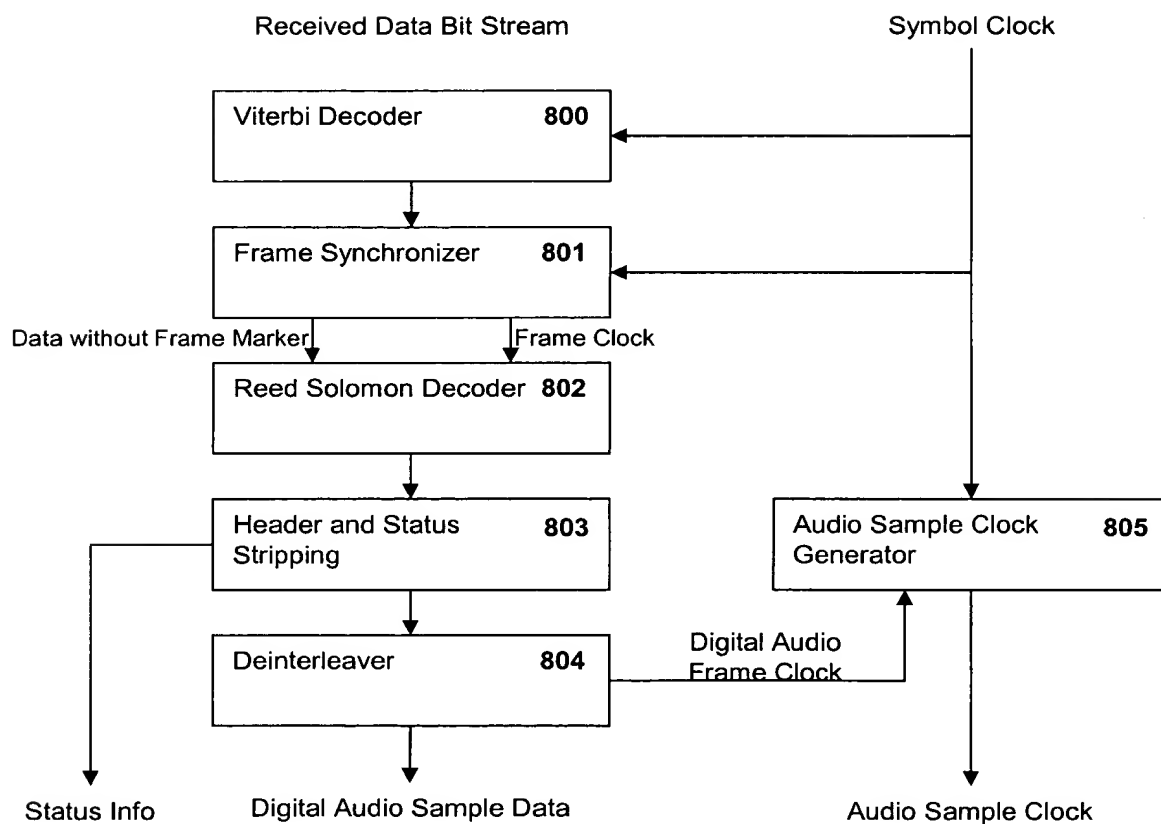 Received Data Bit Stream
Symbol Clock
Viterbi Decoder 800
Frame Synchronizer 801
Data without Frame Marker
Frame Clock
Reed Solomon Decoder 802
Header and Status
Stripping
803
Audio Sample Clock
Generator
805
Deinterleaver 804
Digital Audio
Frame Clock
Status Info
Digital Audio Sample Data
Audio Sample Clock